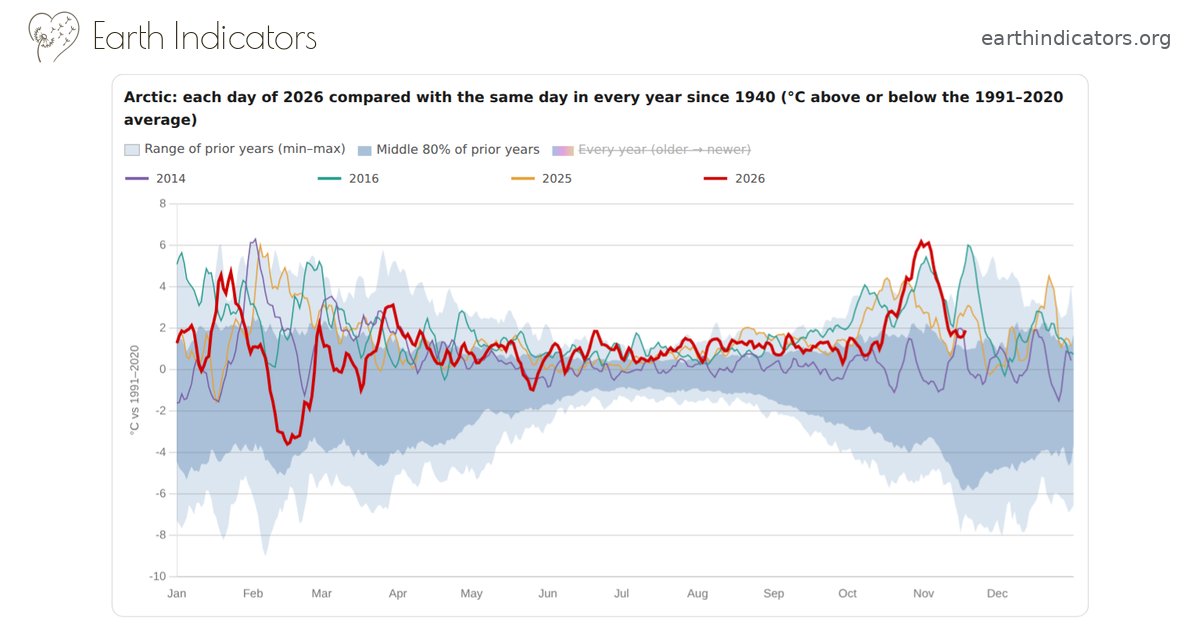 Earth Indicators
earthindicators.org
Arctic: each day of 2026 compared with the same day in every year since 1940 (°C above or below the 1991–2020
average)
Range of prior years (min–max) Middle 80% of prior years Every year (older → newer)
2014 2016 2025 2026
°C vs 1991–2020
8
6
4
2
0
-2
-4
-6
-8
-10
Jan Feb Mar Apr May Jun Jul Aug Sep Oct Nov Dec